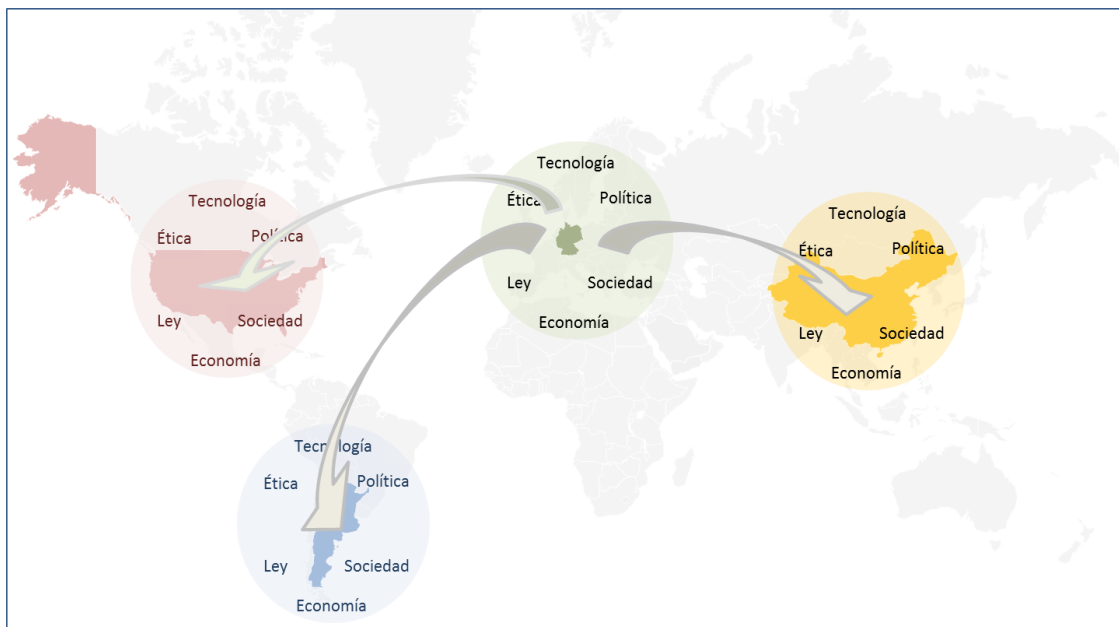 Tecnología
Ética
Política
Ley
Sociedad
Economía
Tecnología
Ética
Política
Ley
Sociedad
Economía
Tecnología
Ética
Política
Ley
Sociedad
Economía
Tecnología
Ética
Política
Ley
Sociedad
Economía